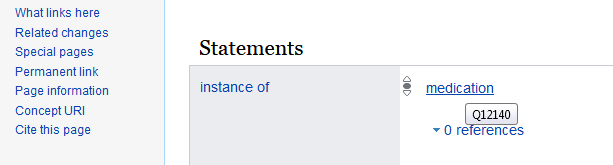 What links here
Related changes
Special pages
Permanent link
Page information
Concept URI
Cite this page
Statements
instance of
medication
Q12140
0 references